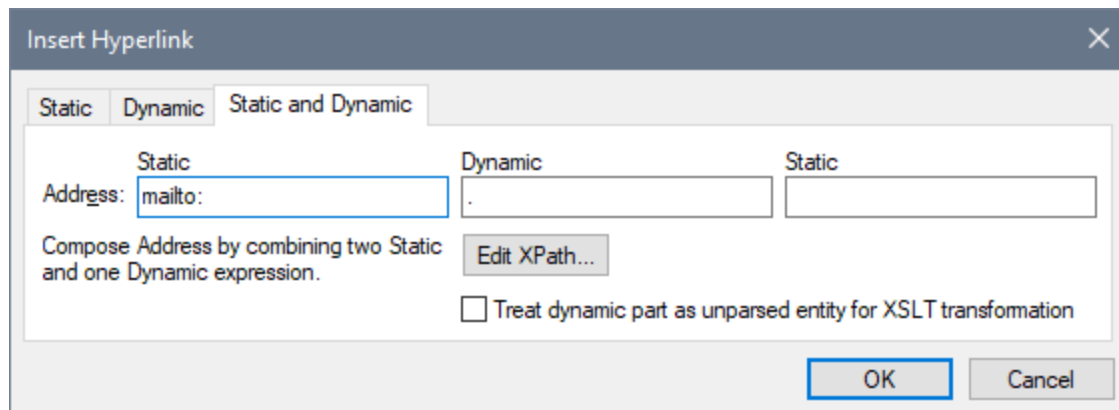 Insert Hyperlink
Static Dynamic Static and Dynamic
Static Dynamic Static
Address: mailto: .
Compose Address by combining two Static
and one Dynamic expression.
Edit XPath...
Treat dynamic part as unparsed entity for XSLT transformation
OK Cancel